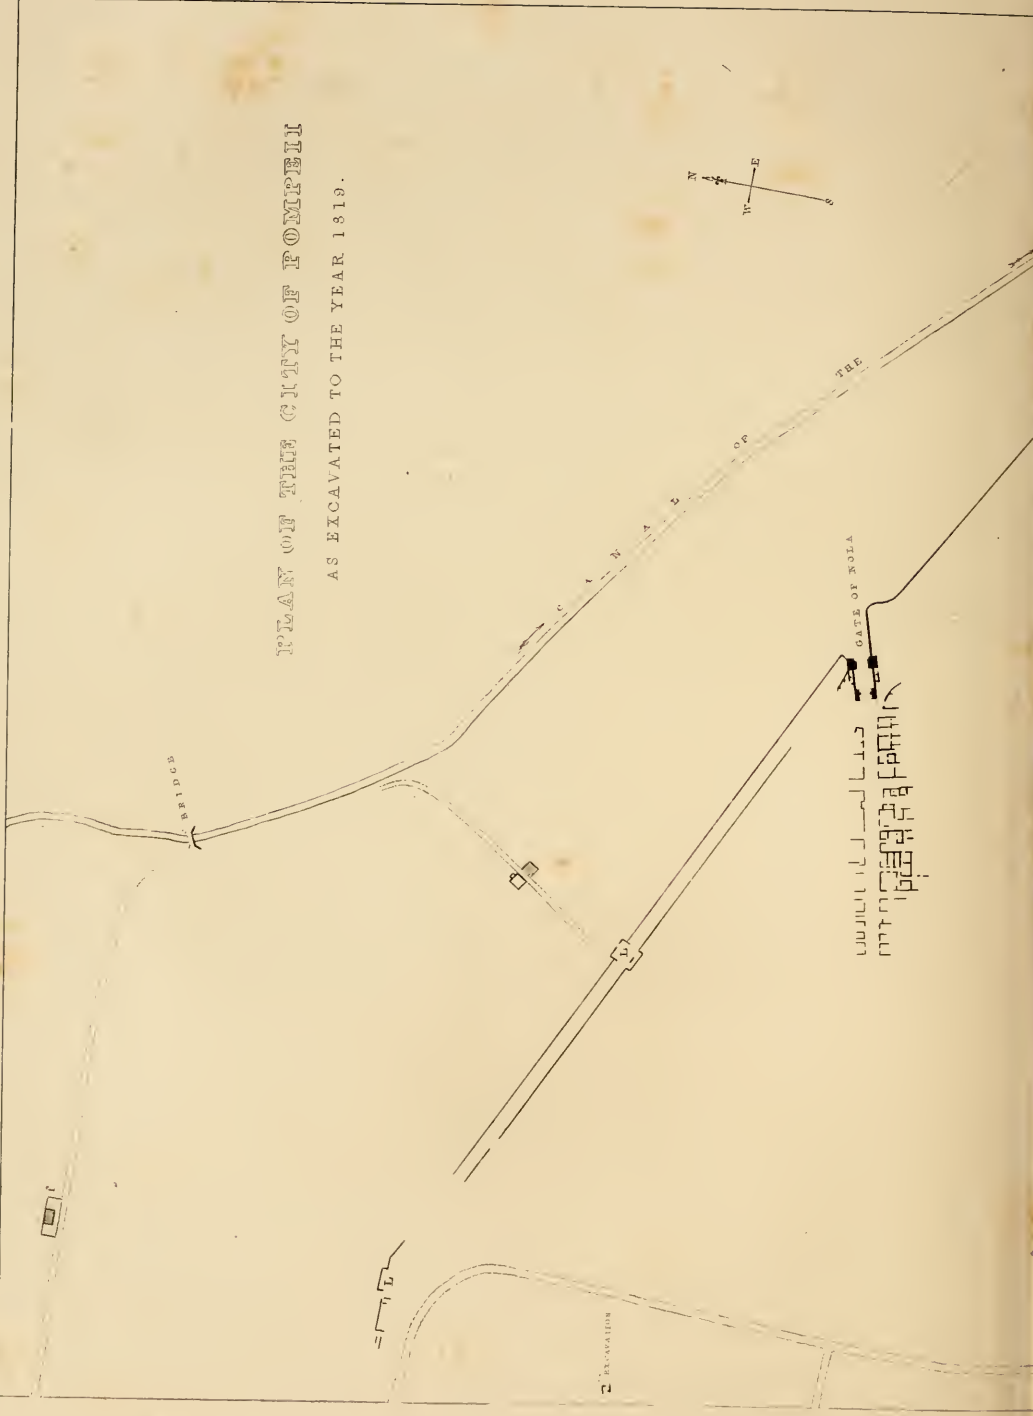 PLAN OF THE CITY OF POMPEII
AS EXCAVATED TO THE YEAR 1819.
N
E
W
S
BRIDGE
CANAL OF THE
GATE OF NOLA
L
L
EXCAVATION